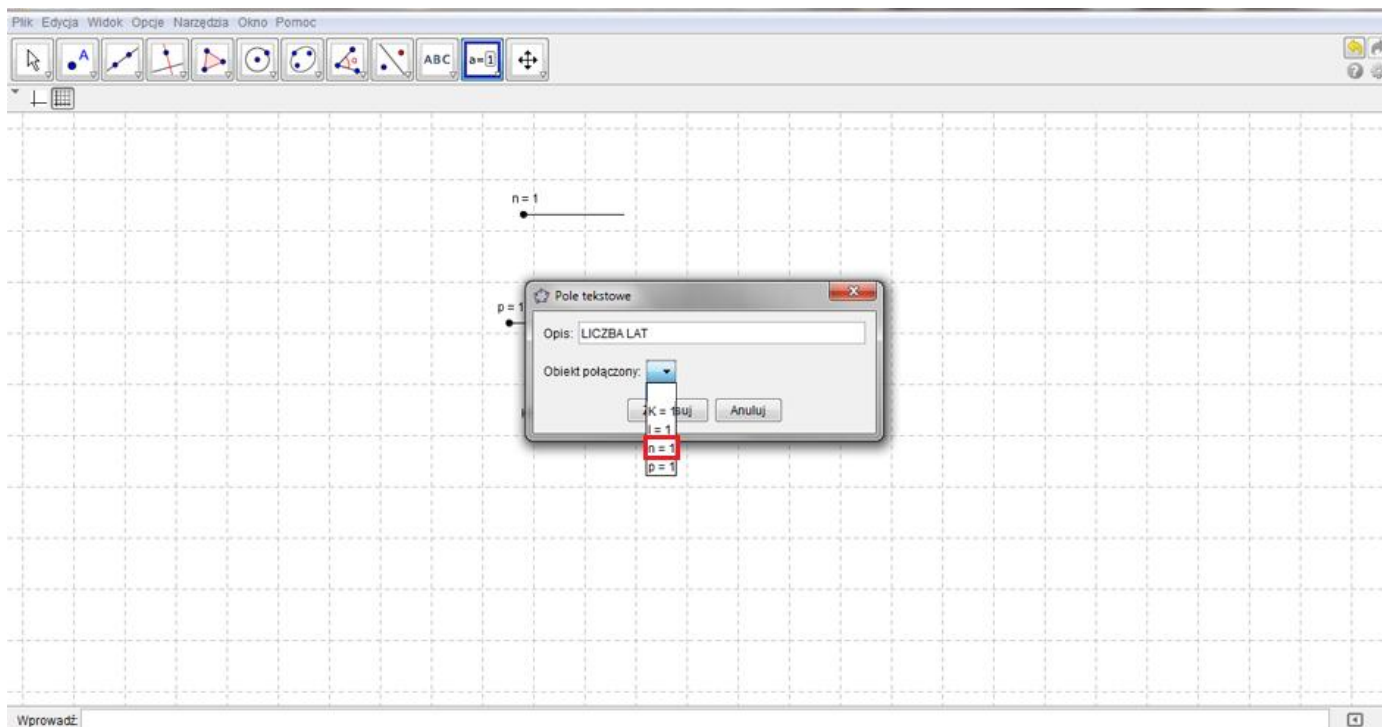 Plik Edycja Widok Opcje Narzędzia Okno Pomoc
A
ABC
a=1
n = 1
p = 1
Pole tekstowe
Opis: LICZBA LAT
Obiekt połączony:
K = 1
l = 1
n = 1
p = 1
Anuluj
Wprowadź: